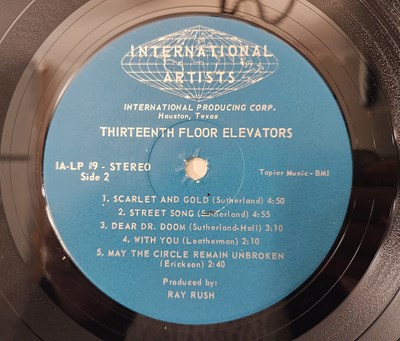 INTERNATIONAL
ARTISTS
INTERNATIONAL PRODUCING CORP.
Houston, Texas
THIRTEENTH FLOOR ELEVATORS
IA-LP #9 - STEREO
Side 2
Tapier Music - BMI
1. SCARLET AND GOLD (Sutherland) 4:50
2. STREET SONG (Sutherland) 4:55
3. DEAR DR. DOOM (Sutherland-Hall) 3:10
4. WITH YOU (Leatherman) 2:10
5. MAY THE CIRCLE REMAIN UNBROKEN
(Erickson) 2:40
Produced by:
RAY RUSH